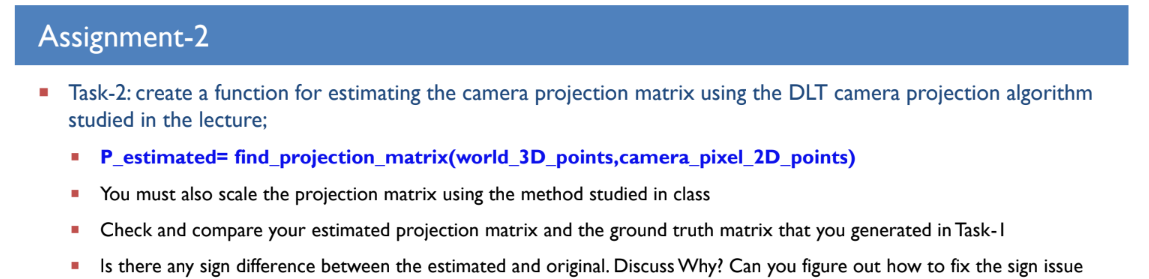 Assignment-2
Task-2: create a function for estimating the camera projection matrix using the DLT camera projection algorithm
studied in the lecture;
P_estimated= find_projection_matrix(world_3D_points,camera_pixel_2D_points)
You must also scale the projection matrix using the method studied in class
Check and compare your estimated projection matrix and the ground truth matrix that you generated in Task-1
Is there any sign difference between the estimated and original. Discuss Why? Can you figure out how to fix the sign issue